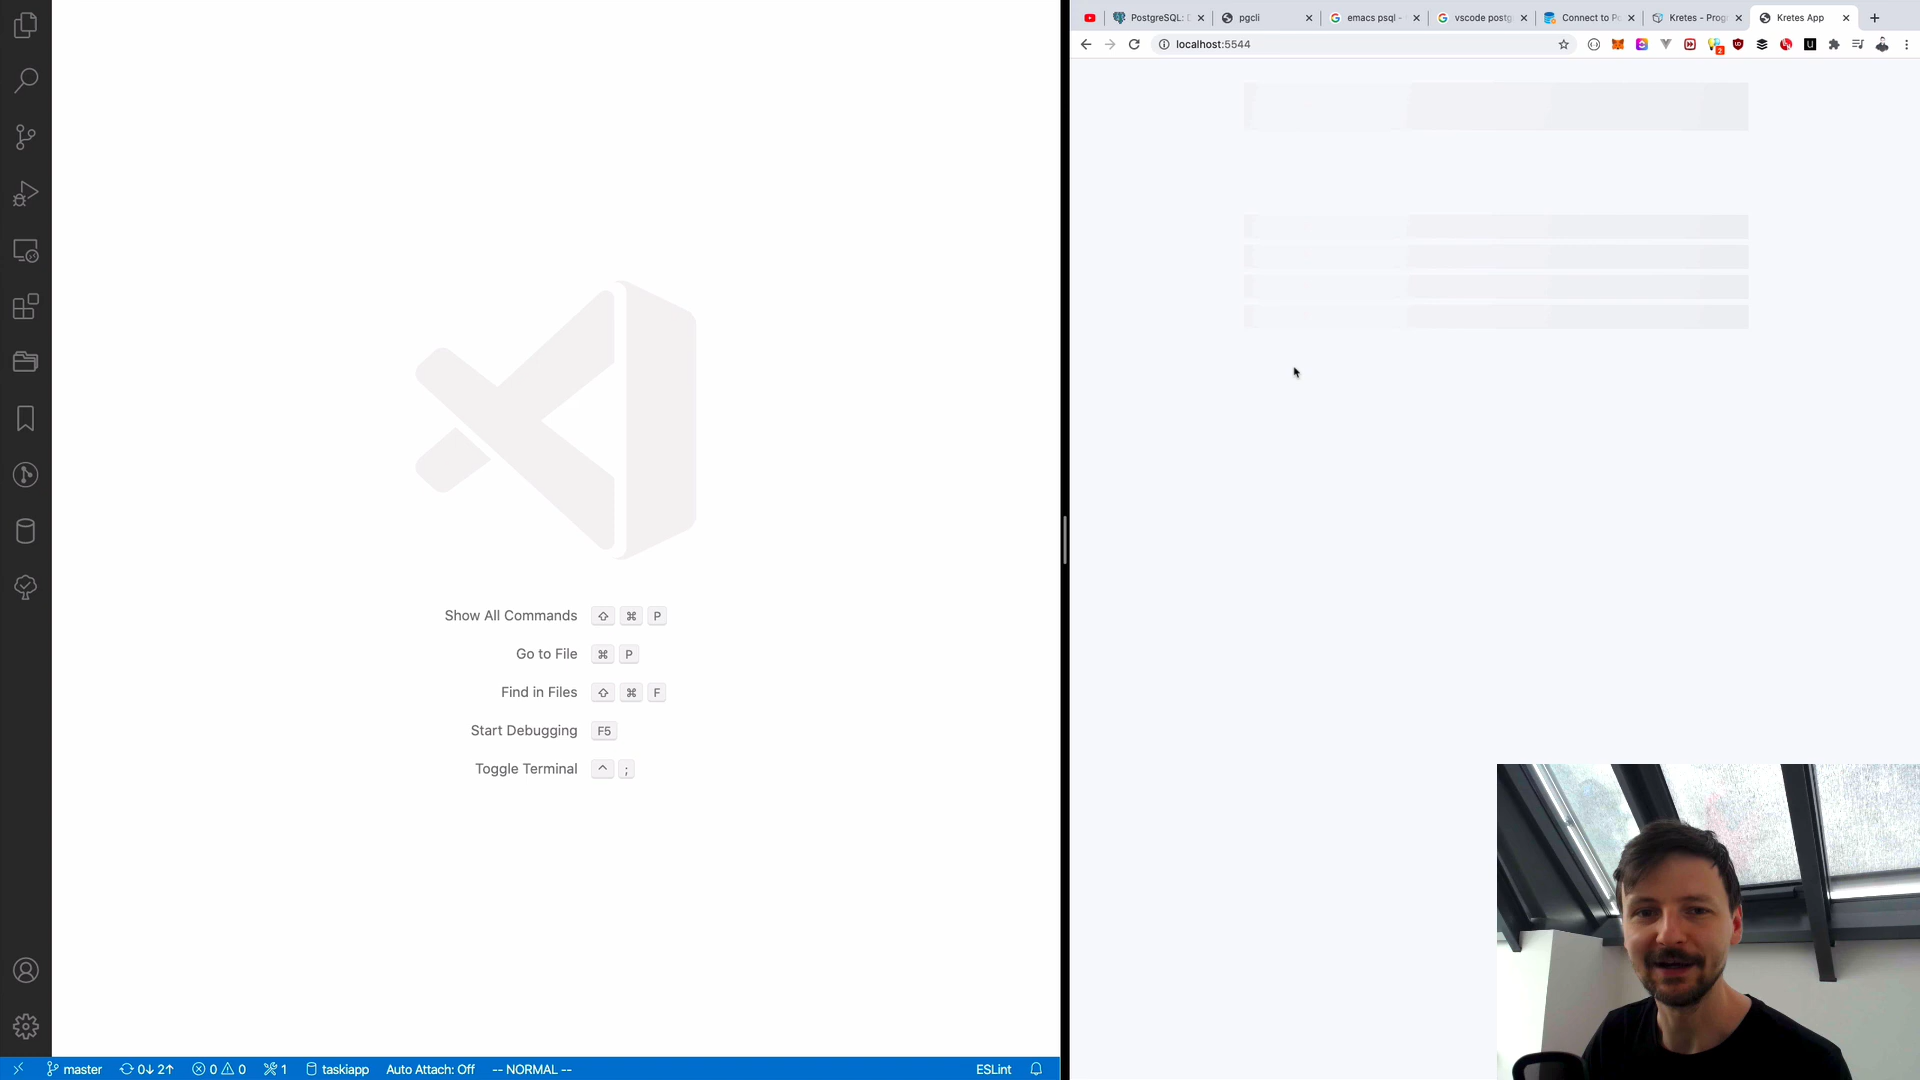 PostgreSQL: D
pgcli
emacs psql -
vscode postg
Connect to Po
Kretes - Prog
Kretes App
localhost:5544
2
Show All Commands ⇧ ⌘ P
Go to File ⌘ P
Find in Files ⇧ ⌘ F
Start Debugging F5
Toggle Terminal ^ ;
master
0↓ 2↑
0
0
1
taskiapp
Auto Attach: Off
-- NORMAL --
ESLint